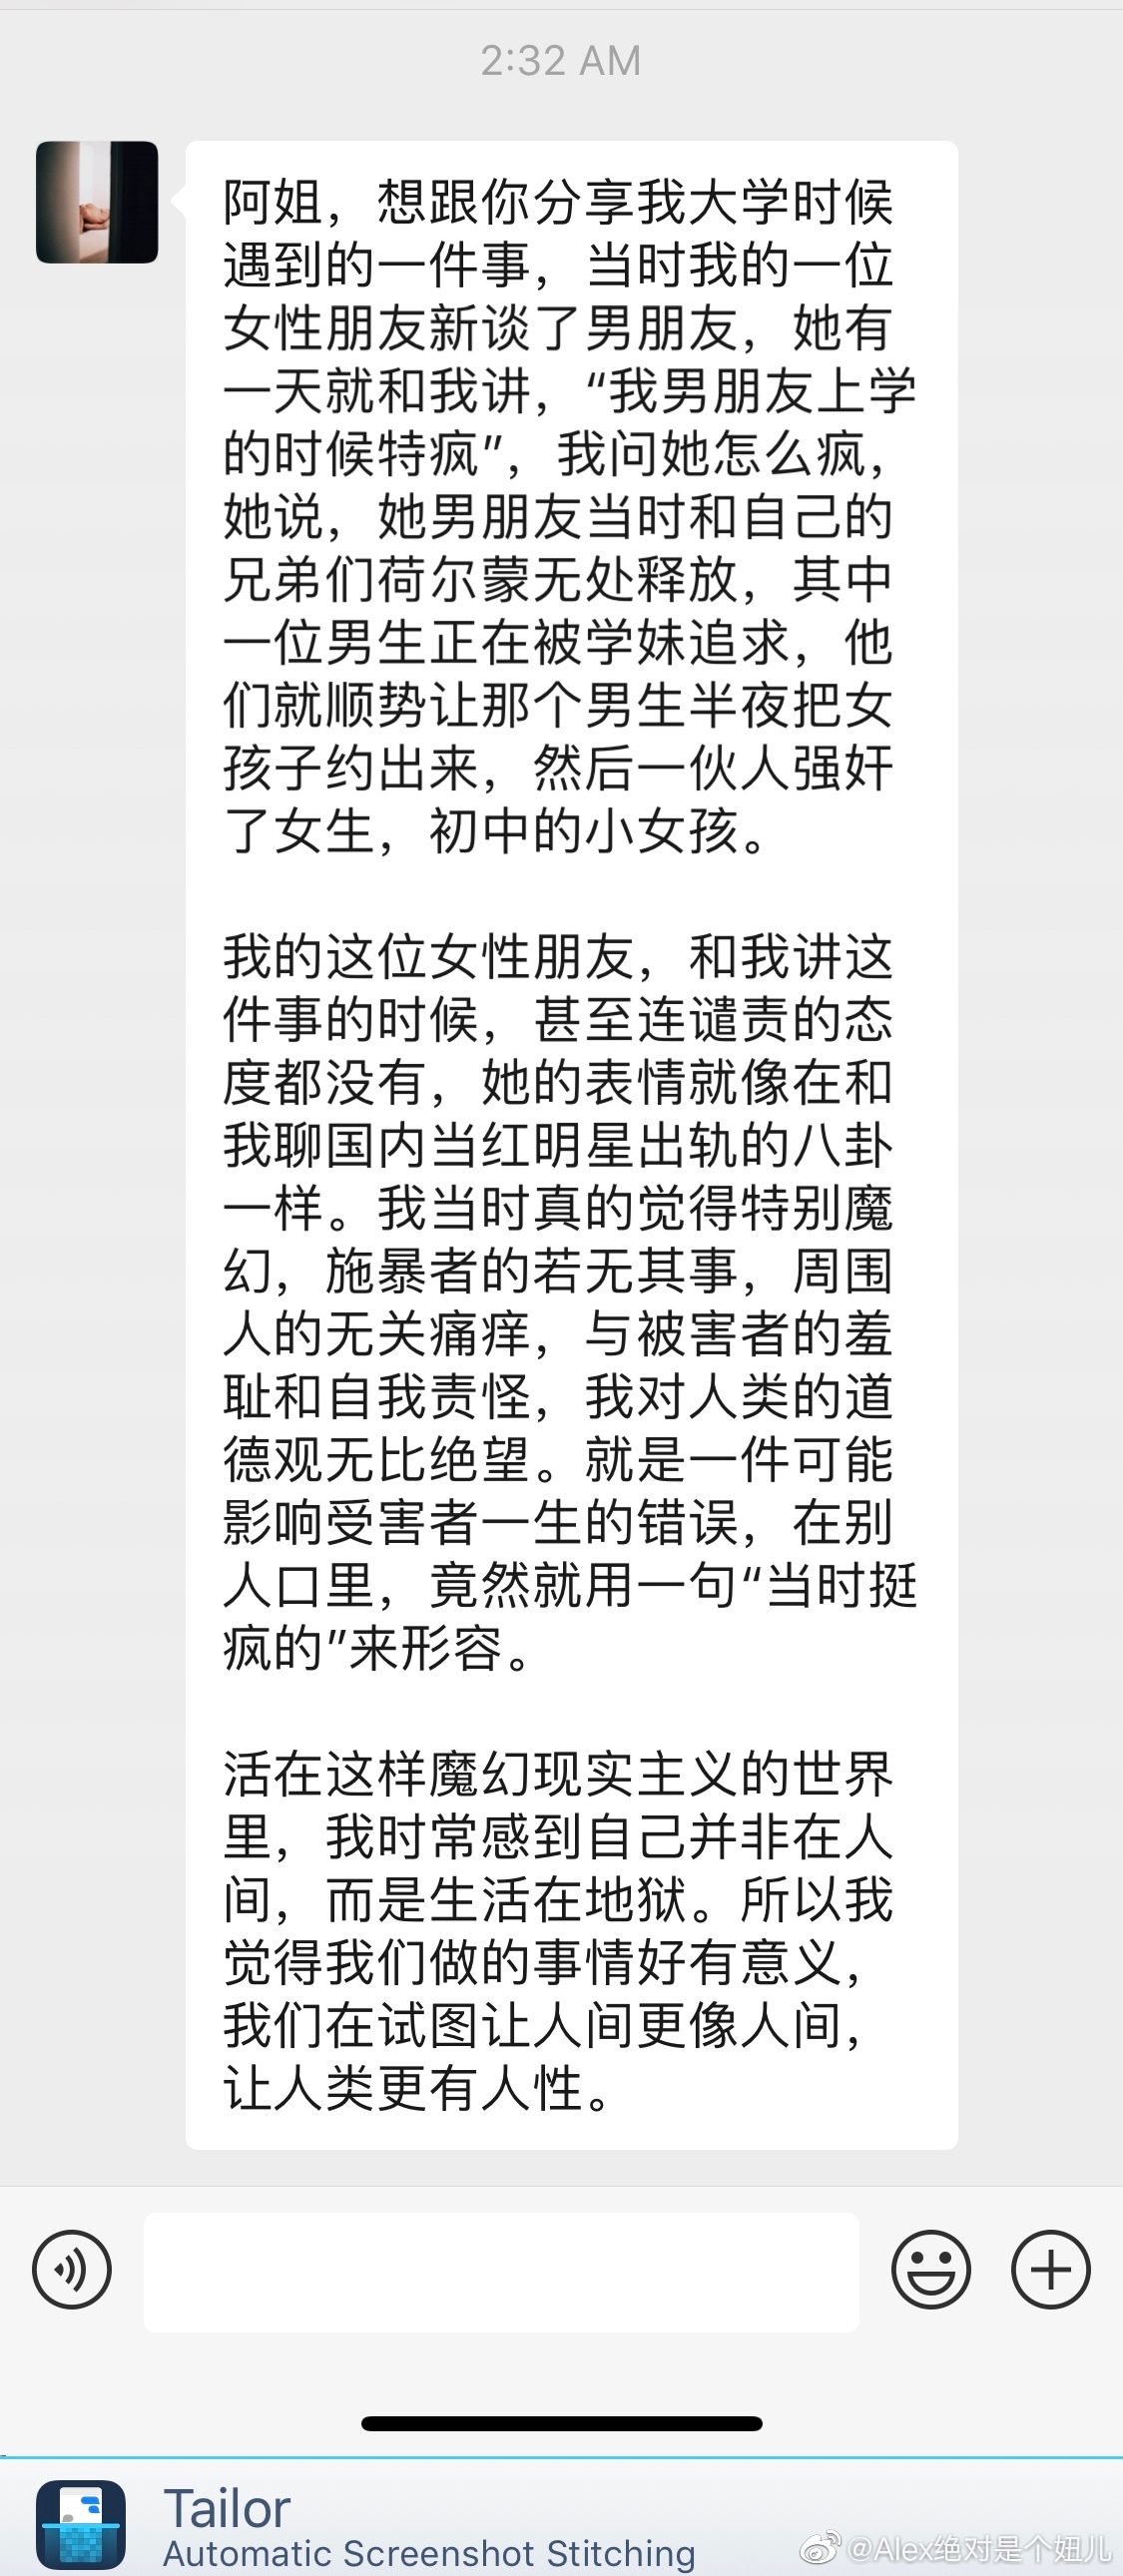 2:32 AM
阿姐，想跟你分享我大学时候
遇到的一件事，当时我的一位
女性朋友新谈了男朋友，她有
一天就和我讲，“我男朋友上学
的时候特疯”，我问她怎么疯，
她说，她男朋友当时和自己的
兄弟们荷尔蒙无处释放，其中
一位男生正在被学妹追求，他
们就顺势让那个男生半夜把女
孩子约出来，然后一伙人强奸
了女生，初中的小女孩。
我的这位女性朋友，和我讲这
件事的时候，甚至连谴责的态
度都没有，她的表情就像在和
我聊国内当红明星出轨的八卦
一样。我当时真的觉得特别魔
幻，施暴者的若无其事，周围
人的无关痛痒，与被害者的羞
耻和自我责怪，我对人类的道
德观无比绝望。就是一件可能
影响受害者一生的错误，在别
人口里，竟然就用一句“当时挺
疯的”来形容。
活在这样魔幻现实主义的世界
里，我时常感到自己并非在人
间，而是生活在地狱。所以我
觉得我们做的事情好有意义，
我们在试图让人间更像人间，
让人类更有人性。
Tailor
Automatic Screenshot Stitching
@Alex绝对是个妞儿